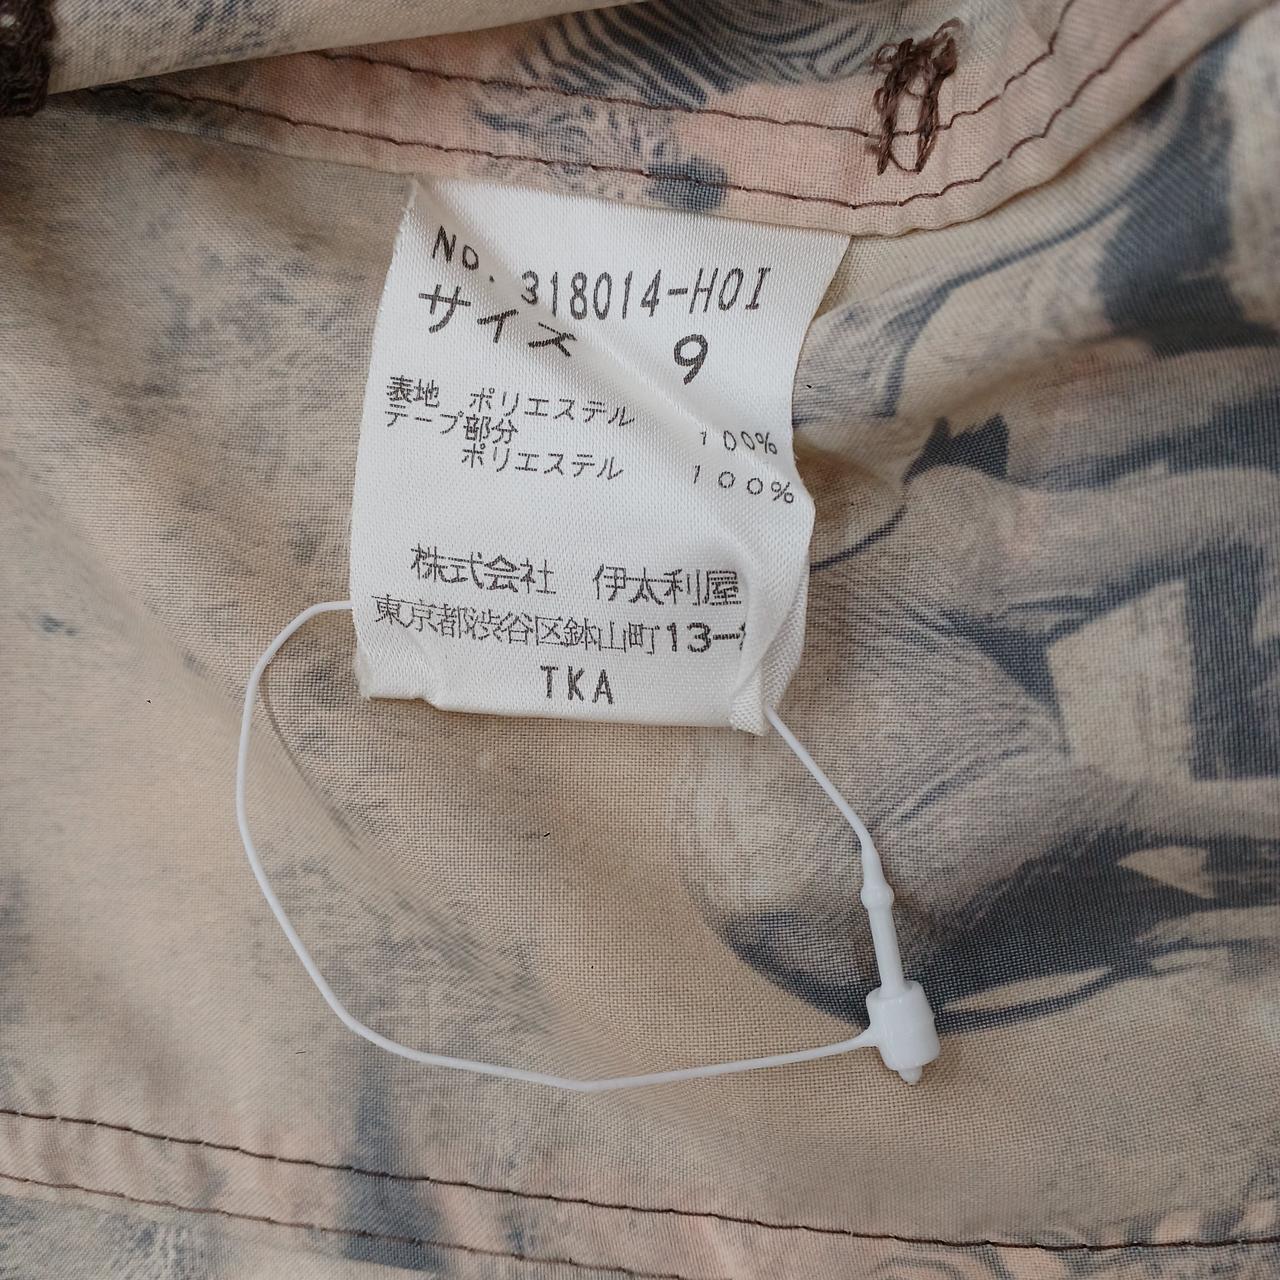 No. 318014-H01
サイズ 9
表地 ポリエステル 100%
テープ部分
ポリエステル 100%
株式会社 伊太利屋
東京都渋谷区鉢山町13-
TKA